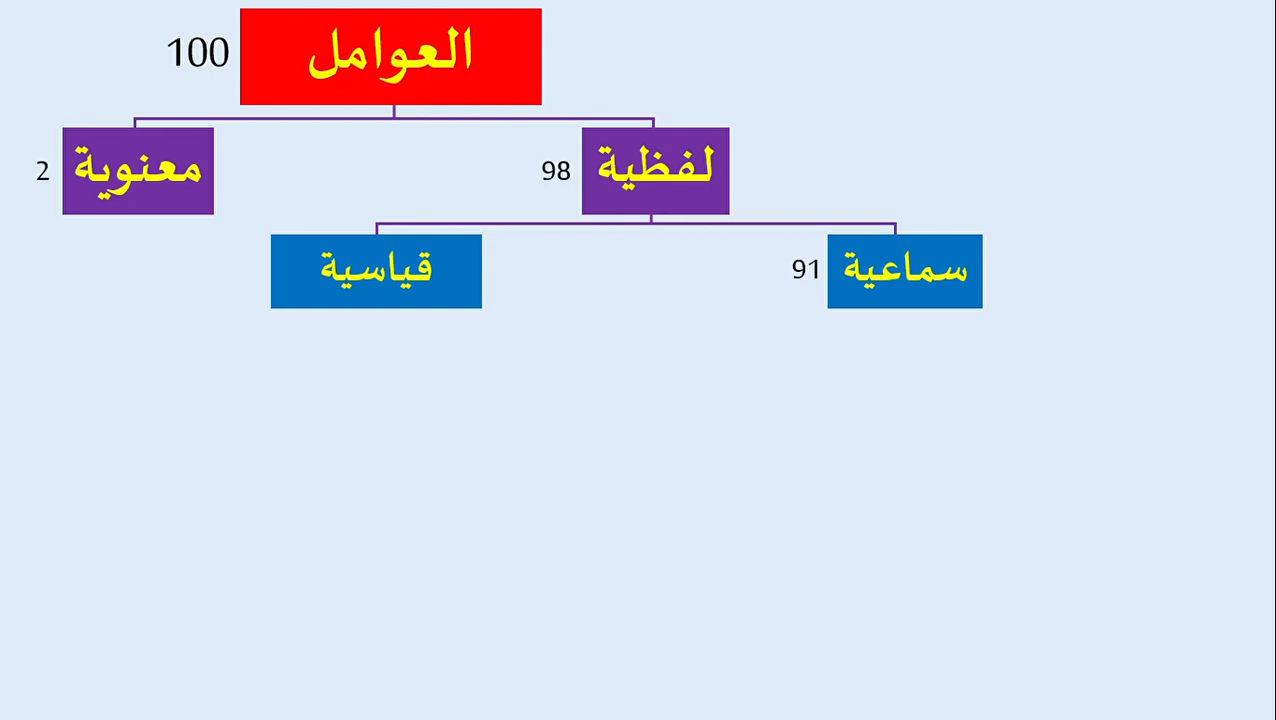 العوامل 100
لفظية 98
معنوية 2
سماعية 91
قياسية